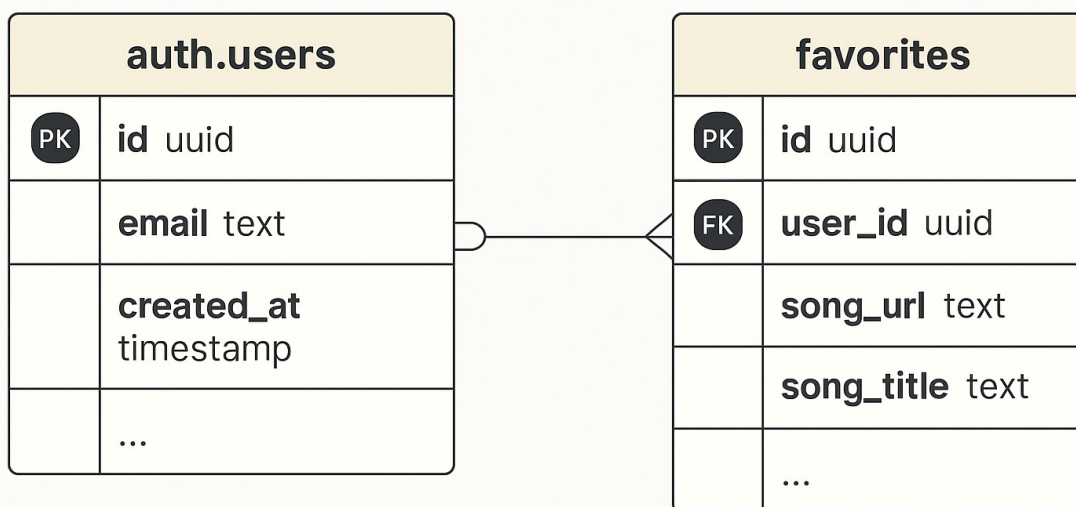 auth.users
PK id uuid
email text
created_at
timestamp
...
favorites
PK id uuid
FK user_id uuid
song_url text
song_title text
...